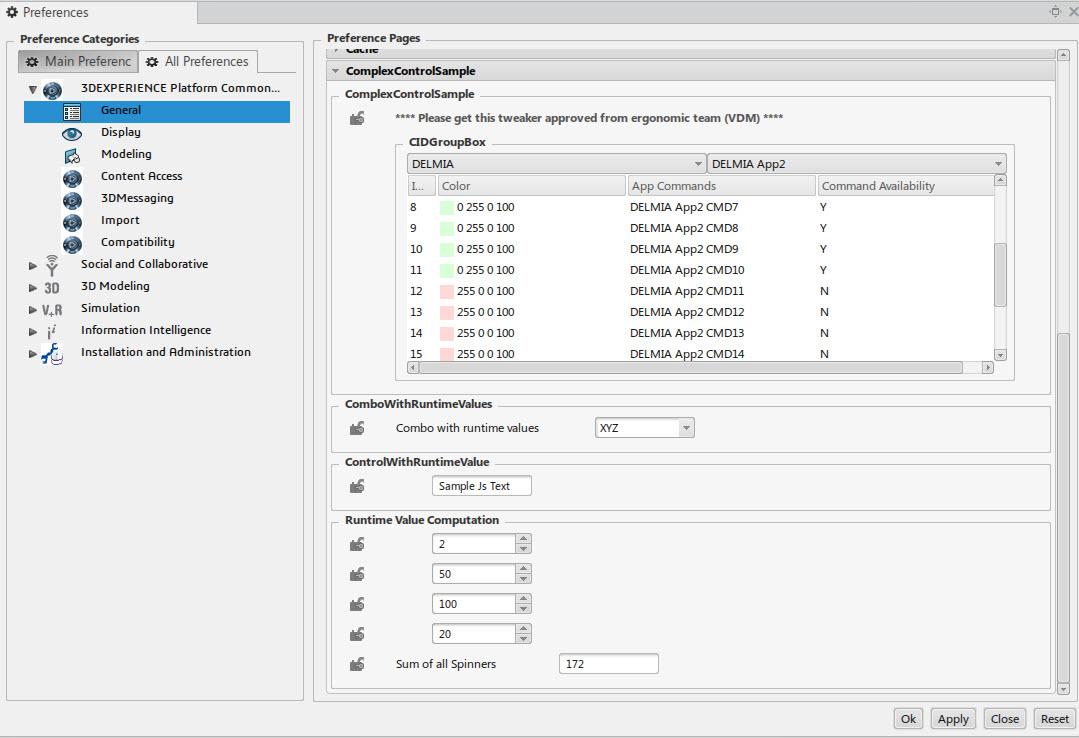 Preferences
Preference Categories
Main Preferenc
All Preferences
3DEXPERIENCE Platform Common...
General
Display
Modeling
Content Access
3DMessaging
Import
Compatibility
Social and Collaborative
3D 3D Modeling
V+R Simulation
Information Intelligence
Installation and Administration
Preference Pages
Cache
ComplexControlSample
ComplexControlSample
**** Please get this tweaker approved from ergonomic team (VDM) ****
CIDGroupBox
DELMIA DELMIA App2
I... Color App Commands Command Availability
8 0 255 0 100 DELMIA App2 CMD7 Y
9 0 255 0 100 DELMIA App2 CMD8 Y
10 0 255 0 100 DELMIA App2 CMD9 Y
11 0 255 0 100 DELMIA App2 CMD10 Y
12 255 0 0 100 DELMIA App2 CMD11 N
13 255 0 0 100 DELMIA App2 CMD12 N
14 255 0 0 100 DELMIA App2 CMD13 N
15 255 0 0 100 DELMIA App2 CMD14 N
ComboWithRuntimeValues
Combo with runtime values XYZ
ControlWithRuntimeValue
Sample Js Text
Runtime Value Computation
2
50
100
20
Sum of all Spinners 172
Ok Apply Close Reset